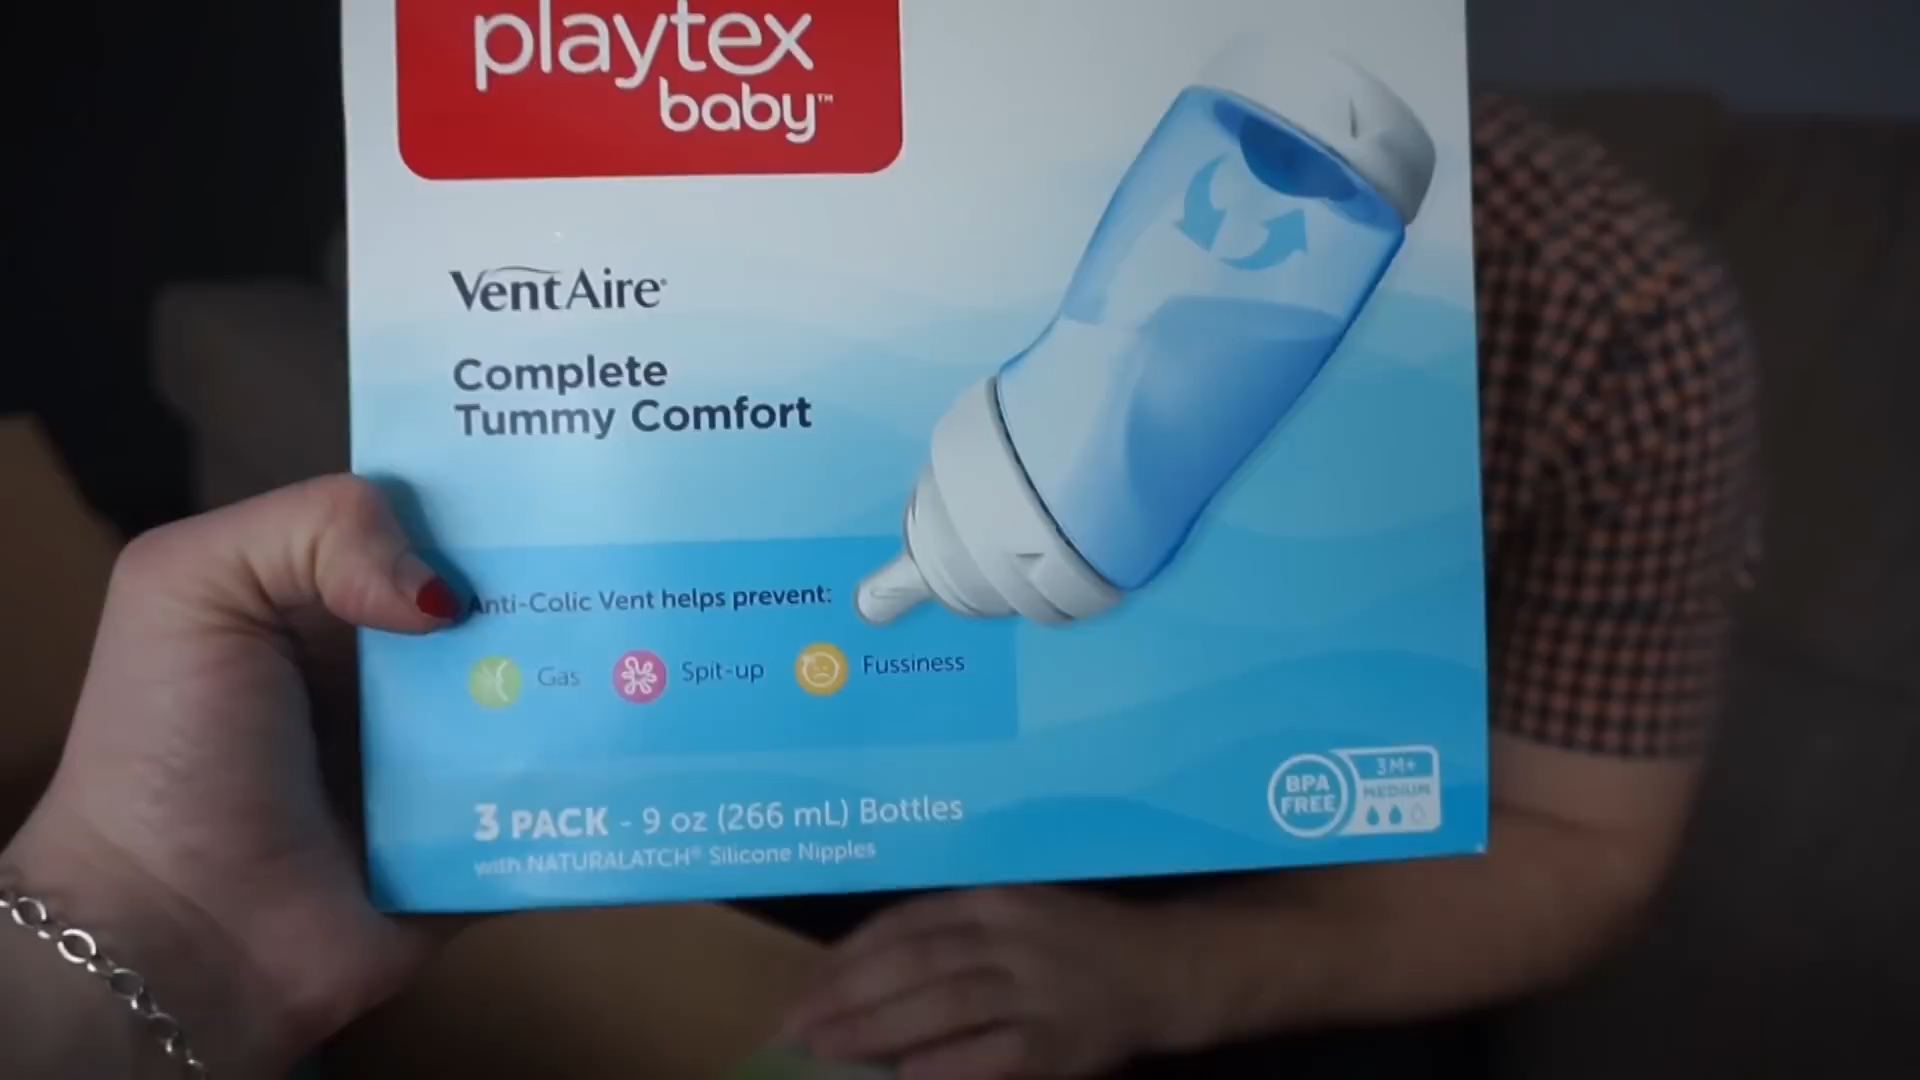 playtex
baby™
VentAire®
Complete
Tummy Comfort
Anti-Colic Vent helps prevent:
Gas Spit-up Fussiness
3 PACK - 9 oz (266 mL) Bottles
with NATURALATCH® Silicone Nipples
BPA
FREE
3M+
MEDIUM